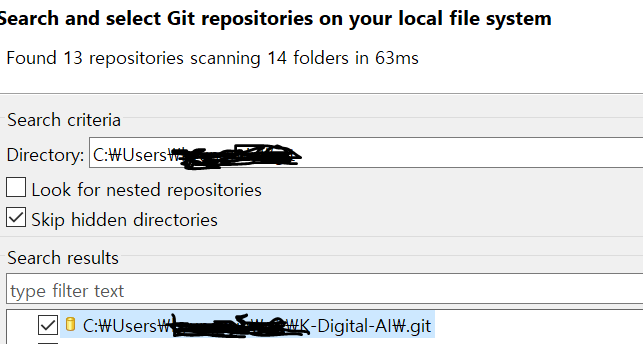 Search and select Git repositories on your local file system
Found 13 repositories scanning 14 folders in 63ms
Search criteria
Directory: C:₩Users₩
Look for nested repositories
Skip hidden directories
Search results
type filter text
C:₩Users₩ ₩K-Digital-AI₩.git